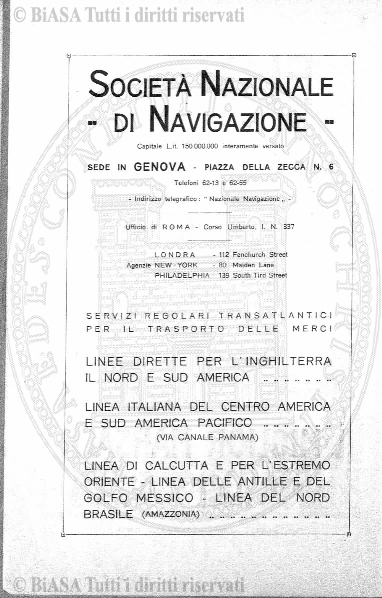 © BiASA Tutti i diritti riservati
SOCIETÀ NAZIONALE
- DI NAVIGAZIONE -
Capitale L.it. 150.000.000 interamente versato
SEDE IN GENOVA - PIAZZA DELLA ZECCA N. 6
Telefoni 62-13 e 62-65
- Indirizzo telegrafico: "Nazionale Navigazione„ -
Ufficio di ROMA - Corso Umberto, I. N. 337
LONDRA - 112 Fenchurch Street
Agenzie NEW YORK - 80 Maiden Lane
PHILADELPHIA 139 South Tird Street
SERVIZI REGOLARI TRANSATLANTICI
PER IL TRASPORTO DELLE MERCI
LINEE DIRETTE PER L'INGHILTERRA
IL NORD E SUD AMERICA
LINEA ITALIANA DEL CENTRO AMERICA
E SUD AMERICA PACIFICO
(VIA CANALE PANAMA)
LINEA DI CALCUTTA E PER L'ESTREMO
ORIENTE - LINEA DELLE ANTILLE E DEL
GOLFO MESSICO - LINEA DEL NORD
BRASILE (AMAZZONIA)
© BiASA Tutti i diritti riservati